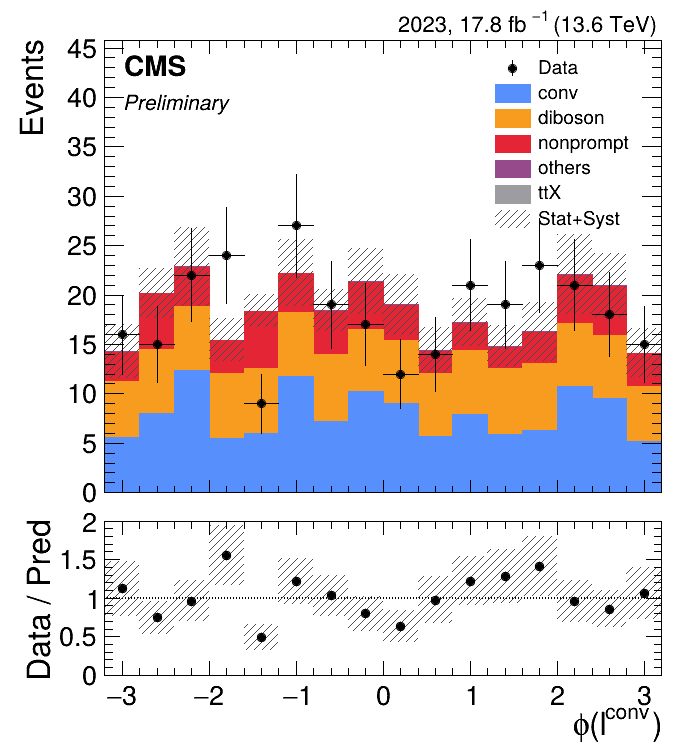 2023, 17.8 fb⁻¹ (13.6 TeV)
Events
45
40
35
30
25
20
15
10
5
0
CMS
Preliminary
Data
conv
diboson
nonprompt
others
ttX
Stat+Syst
Data / Pred
2
1.5
1
0.5
0
−3 −2 −1 0 1 2 3
ϕ(l^conv)